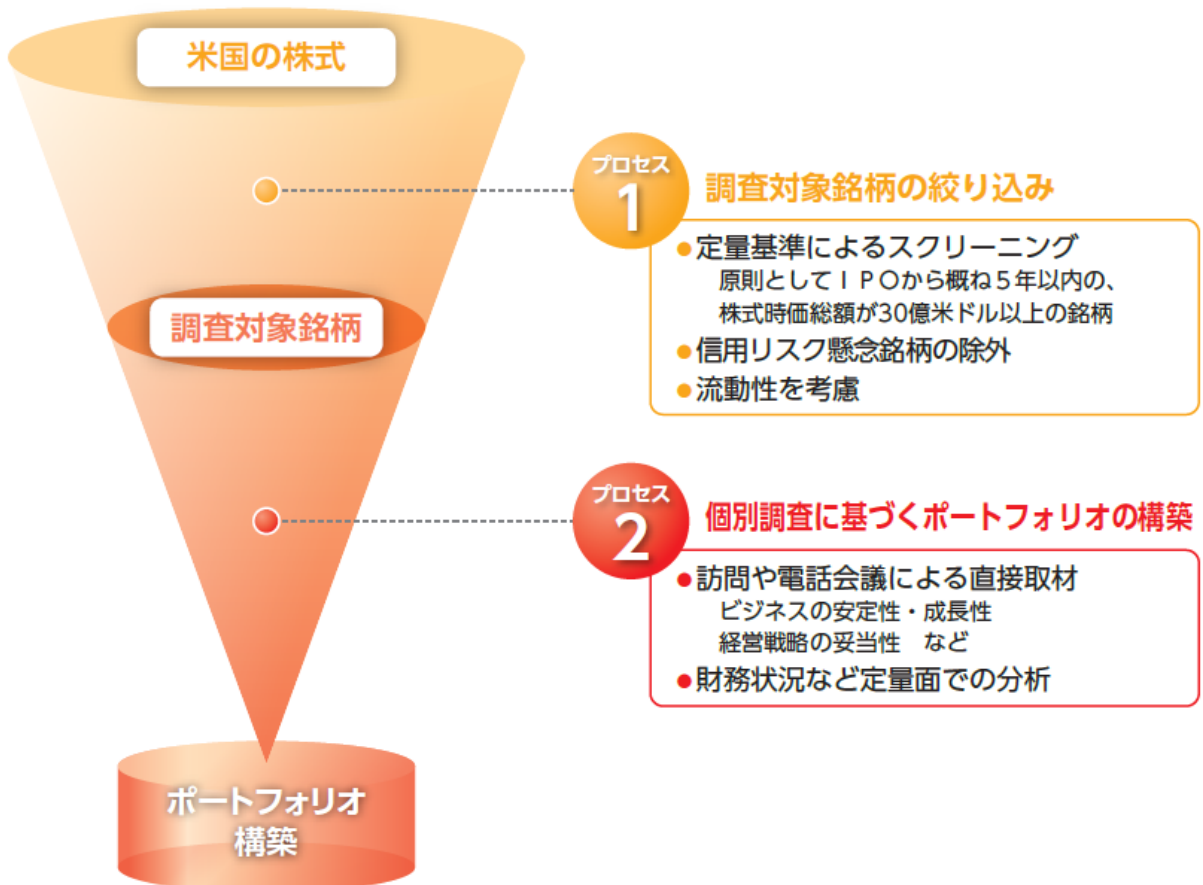 米国の株式
プロセス
1
調査対象銘柄の絞り込み
●定量基準によるスクリーニング
原則としてＩＰＯから概ね５年以内の、
株式時価総額が30億米ドル以上の銘柄
●信用リスク懸念銘柄の除外
●流動性を考慮
調査対象銘柄
プロセス
2
個別調査に基づくポートフォリオの構築
●訪問や電話会議による直接取材
ビジネスの安定性・成長性
経営戦略の妥当性　など
●財務状況など定量面での分析
ポートフォリオ
構築